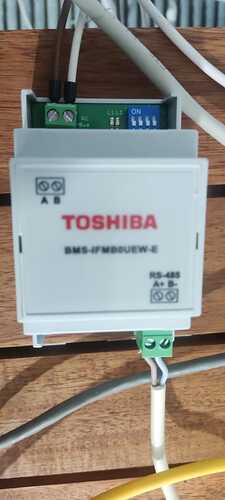 ON
A B
TOSHIBA
BMS-IFMB0UEW-E
RS-485
A+ B-